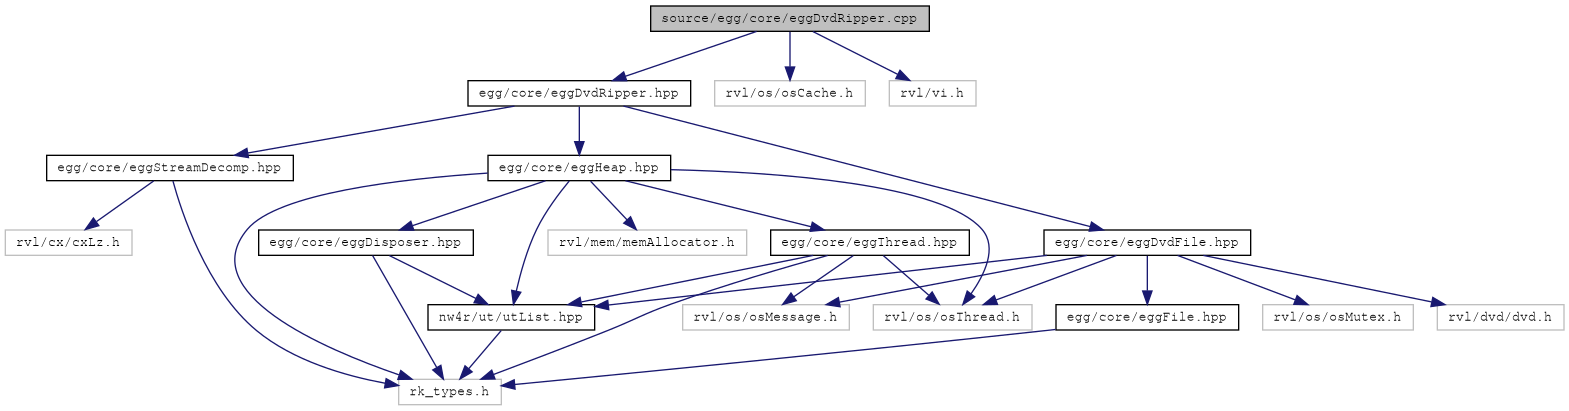 source/egg/core/eggDvdRipper.cpp
egg/core/eggDvdRipper.hpp
rvl/os/osCache.h
rvl/vi.h
egg/core/eggStreamDecomp.hpp
egg/core/eggHeap.hpp
rvl/cx/cxLz.h
egg/core/eggDisposer.hpp
rvl/mem/memAllocator.h
egg/core/eggThread.hpp
egg/core/eggDvdFile.hpp
nw4r/ut/utList.hpp
rvl/os/osMessage.h
rvl/os/osThread.h
egg/core/eggFile.hpp
rvl/os/osMutex.h
rvl/dvd/dvd.h
rk_types.h